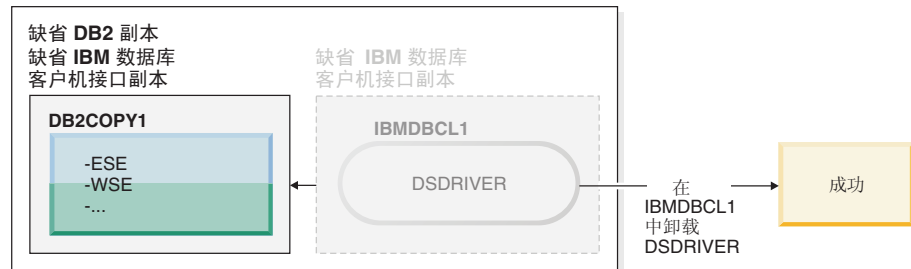 缺省 DB2 副本
缺省 IBM 数据库
客户机接口副本
DB2COPY1
-ESE
-WSE
-...
缺省 IBM 数据库
客户机接口副本
IBMDBCL1
DSDRIVER
在
IBMDBCL1
中卸载
DSDRIVER
成功